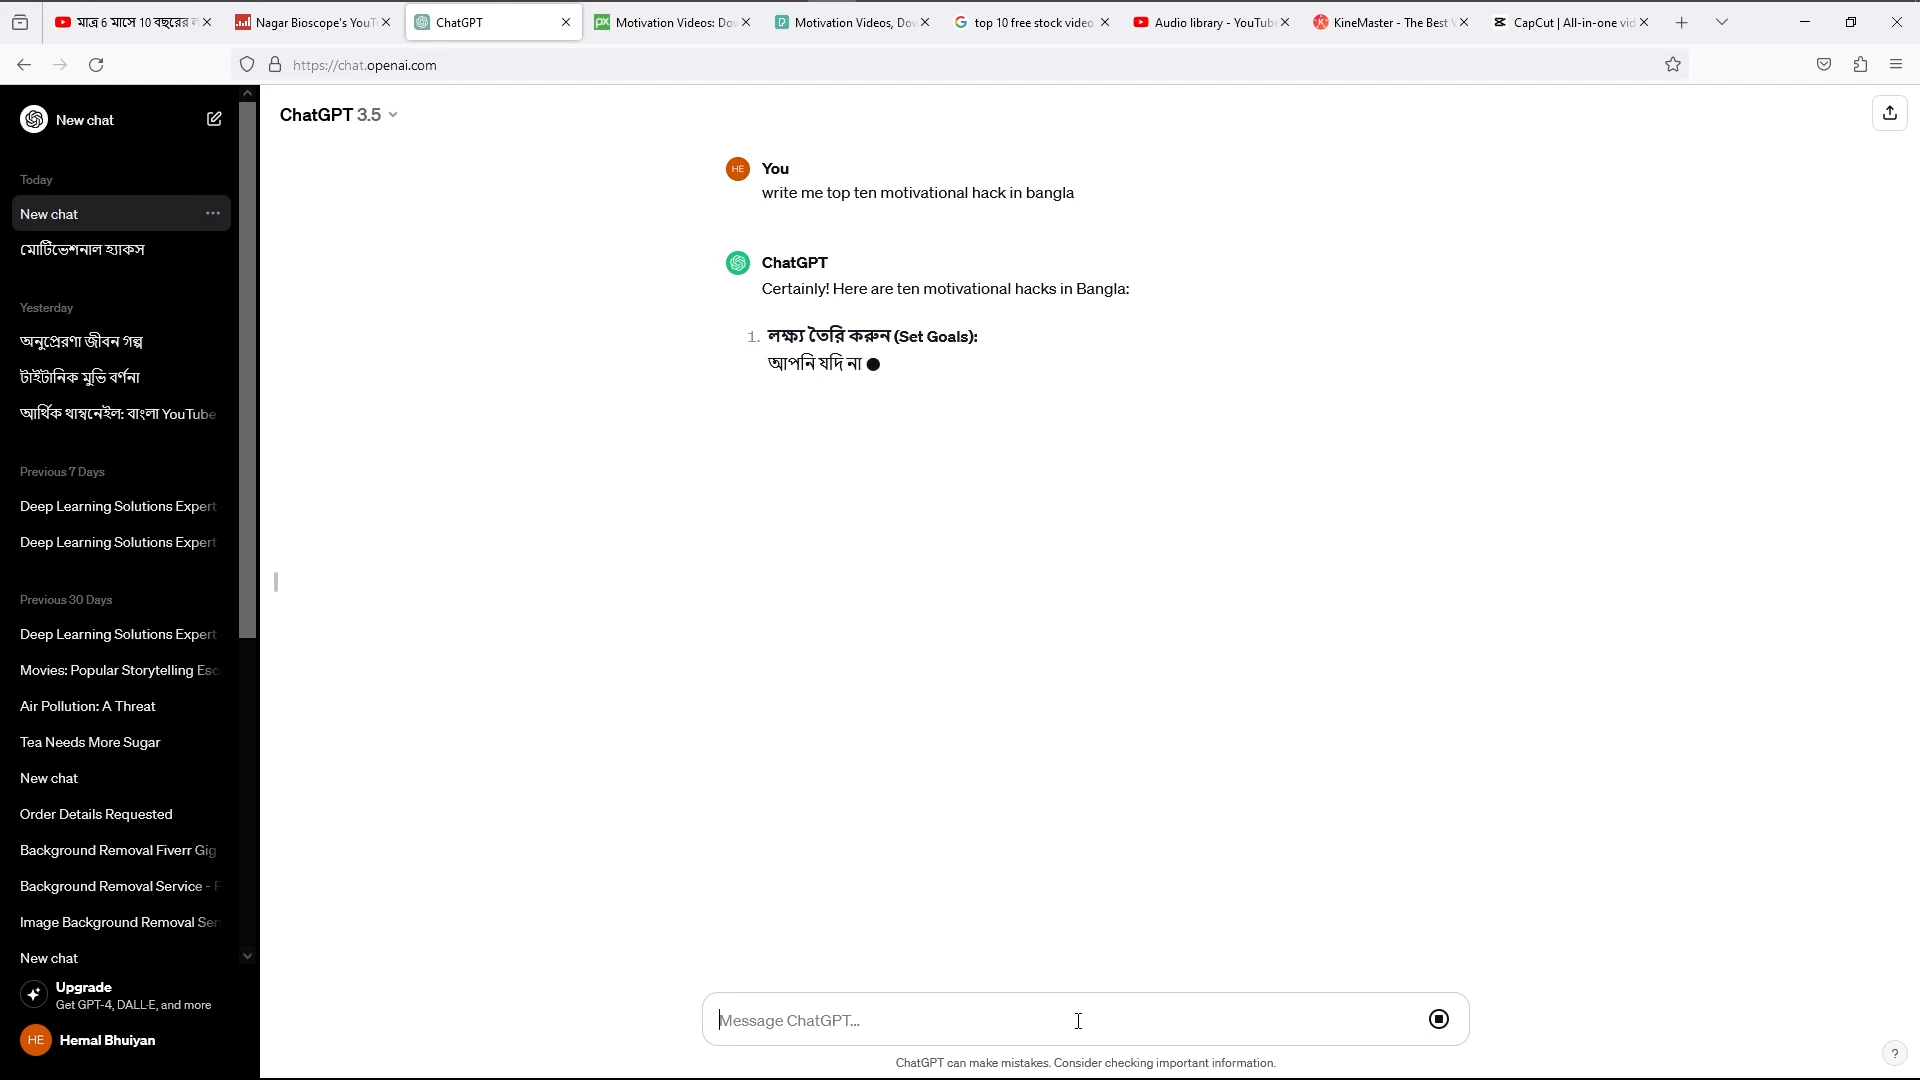 মাত্র 6 মাসে 10 বছরের
Nagar Bioscope's YouT
ChatGPT
Motivation Videos: Dow
Motivation Videos, Dow
top 10 free stock video
Audio library - YouTube
KineMaster - The Best V
CapCut | All-in-one vid
https://chat.openai.com
New chat
ChatGPT 3.5
Today
New chat
মোটিভেশনাল হ্যাকস
Yesterday
অনুপ্রেরণা জীবন গল্প
টাইটানিক মুভি বর্ণনা
আর্থিক থাম্বনেইল: বাংলা YouTube
Previous 7 Days
Deep Learning Solutions Expert
Deep Learning Solutions Expert
Previous 30 Days
Deep Learning Solutions Expert
Movies: Popular Storytelling Esc
Air Pollution: A Threat
Tea Needs More Sugar
New chat
Order Details Requested
Background Removal Fiverr Gig
Background Removal Service - F
Image Background Removal Ser
New chat
Upgrade
Get GPT-4, DALL·E, and more
HE Hemal Bhuiyan
HE You
write me top ten motivational hack in bangla
ChatGPT
Certainly! Here are ten motivational hacks in Bangla:
1. লক্ষ্য তৈরি করুন (Set Goals):
আপনি যদি না
Message ChatGPT...
ChatGPT can make mistakes. Consider checking important information.
?